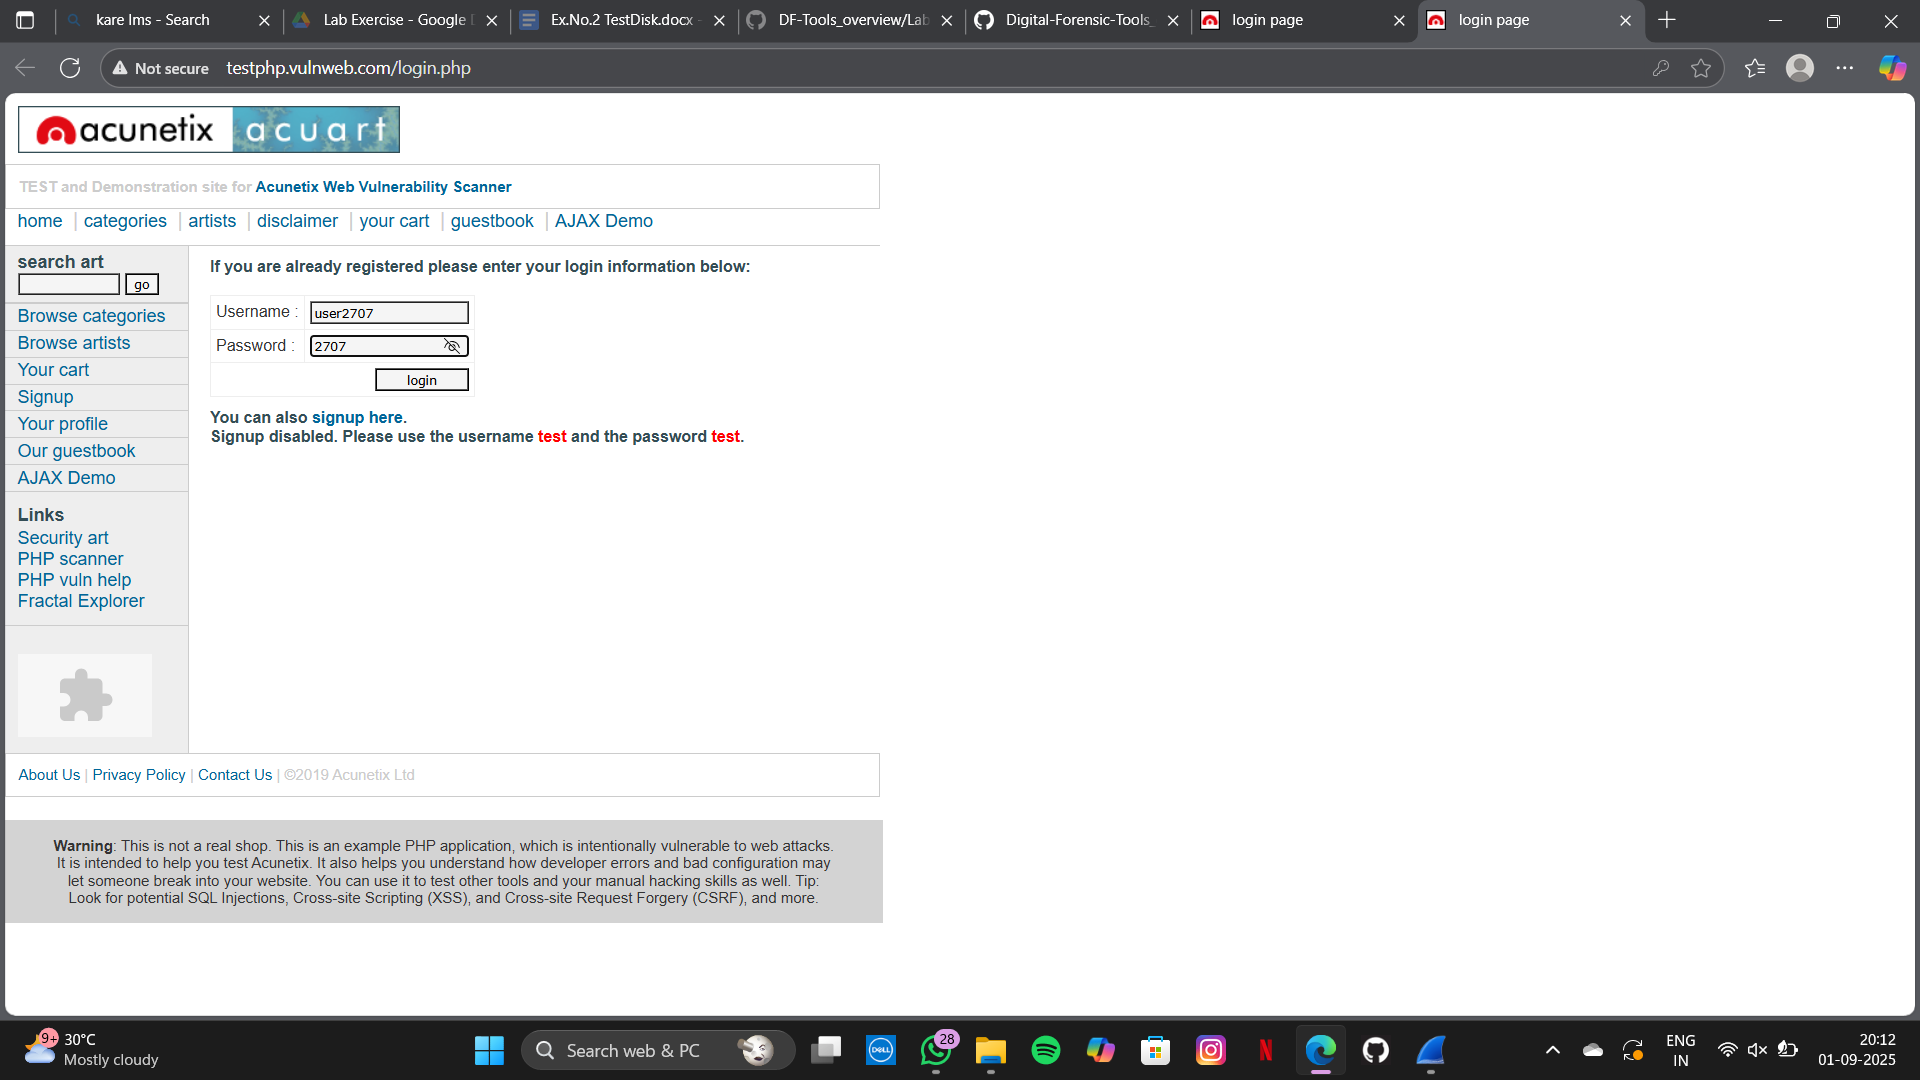 kare lms - Search
Lab Exercise - Google D
Ex.No.2 TestDisk.docx -
DF-Tools_overview/Lab
Digital-Forensic-Tools_
login page
login page
Not secure testphp.vulnweb.com/login.php
acunetix acuart
TEST and Demonstration site for Acunetix Web Vulnerability Scanner
home | categories | artists | disclaimer | your cart | guestbook | AJAX Demo
search art
go
Browse categories
Browse artists
Your cart
Signup
Your profile
Our guestbook
AJAX Demo
Links
Security art
PHP scanner
PHP vuln help
Fractal Explorer
If you are already registered please enter your login information below:
Username : user2707
Password : 2707
login
You can also signup here.
Signup disabled. Please use the username test and the password test.
About Us | Privacy Policy | Contact Us | ©2019 Acunetix Ltd
Warning: This is not a real shop. This is an example PHP application, which is intentionally vulnerable to web attacks.
It is intended to help you test Acunetix. It also helps you understand how developer errors and bad configuration may
let someone break into your website. You can use it to test other tools and your manual hacking skills as well. Tip:
Look for potential SQL Injections, Cross-site Scripting (XSS), and Cross-site Request Forgery (CSRF), and more.
9+
30°C
Mostly cloudy
Search web & PC
DELL
28
N
ENG
IN
20:12
01-09-2025